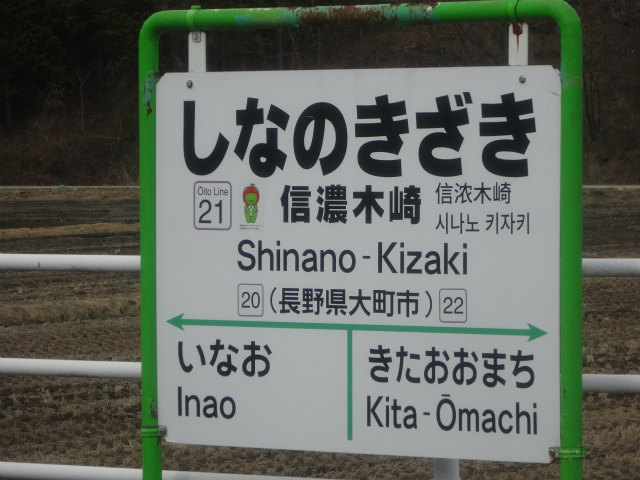 しなのきざき
Oito Line
21
信濃木崎
信浓木崎
시나노 키자키
Shinano-Kizaki
20 (長野県大町市) 22
いなお きたおおまち
Inao Kita-Ōmachi